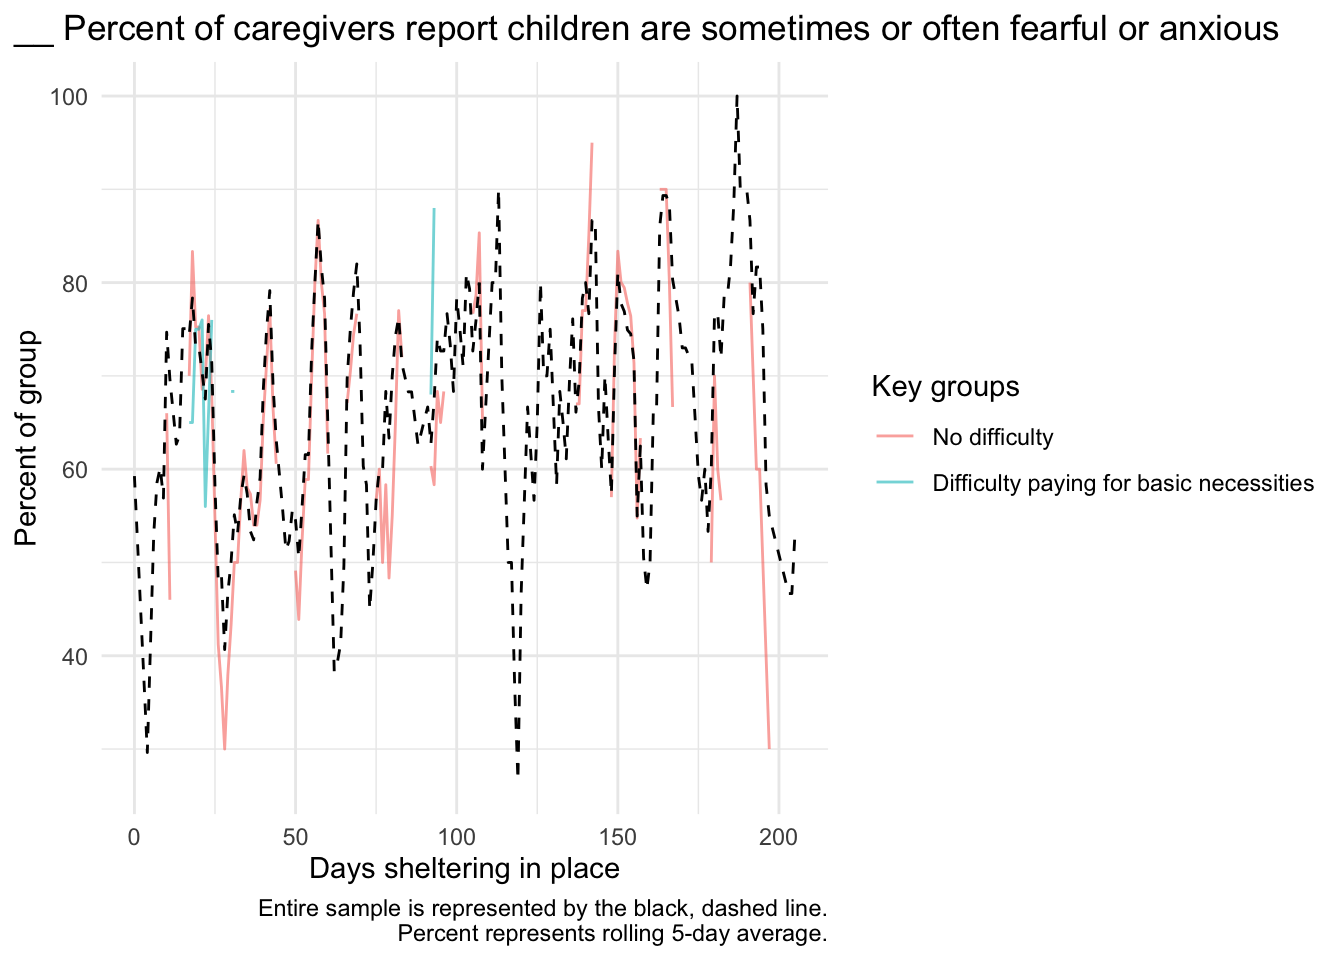 __ Percent of caregivers report children are sometimes or often fearful or anxious
Percent of group
100
80
60
40
0
50
100
150
200
Days sheltering in place
Key groups
No difficulty
Difficulty paying for basic necessities
Entire sample is represented by the black, dashed line.
Percent represents rolling 5-day average.